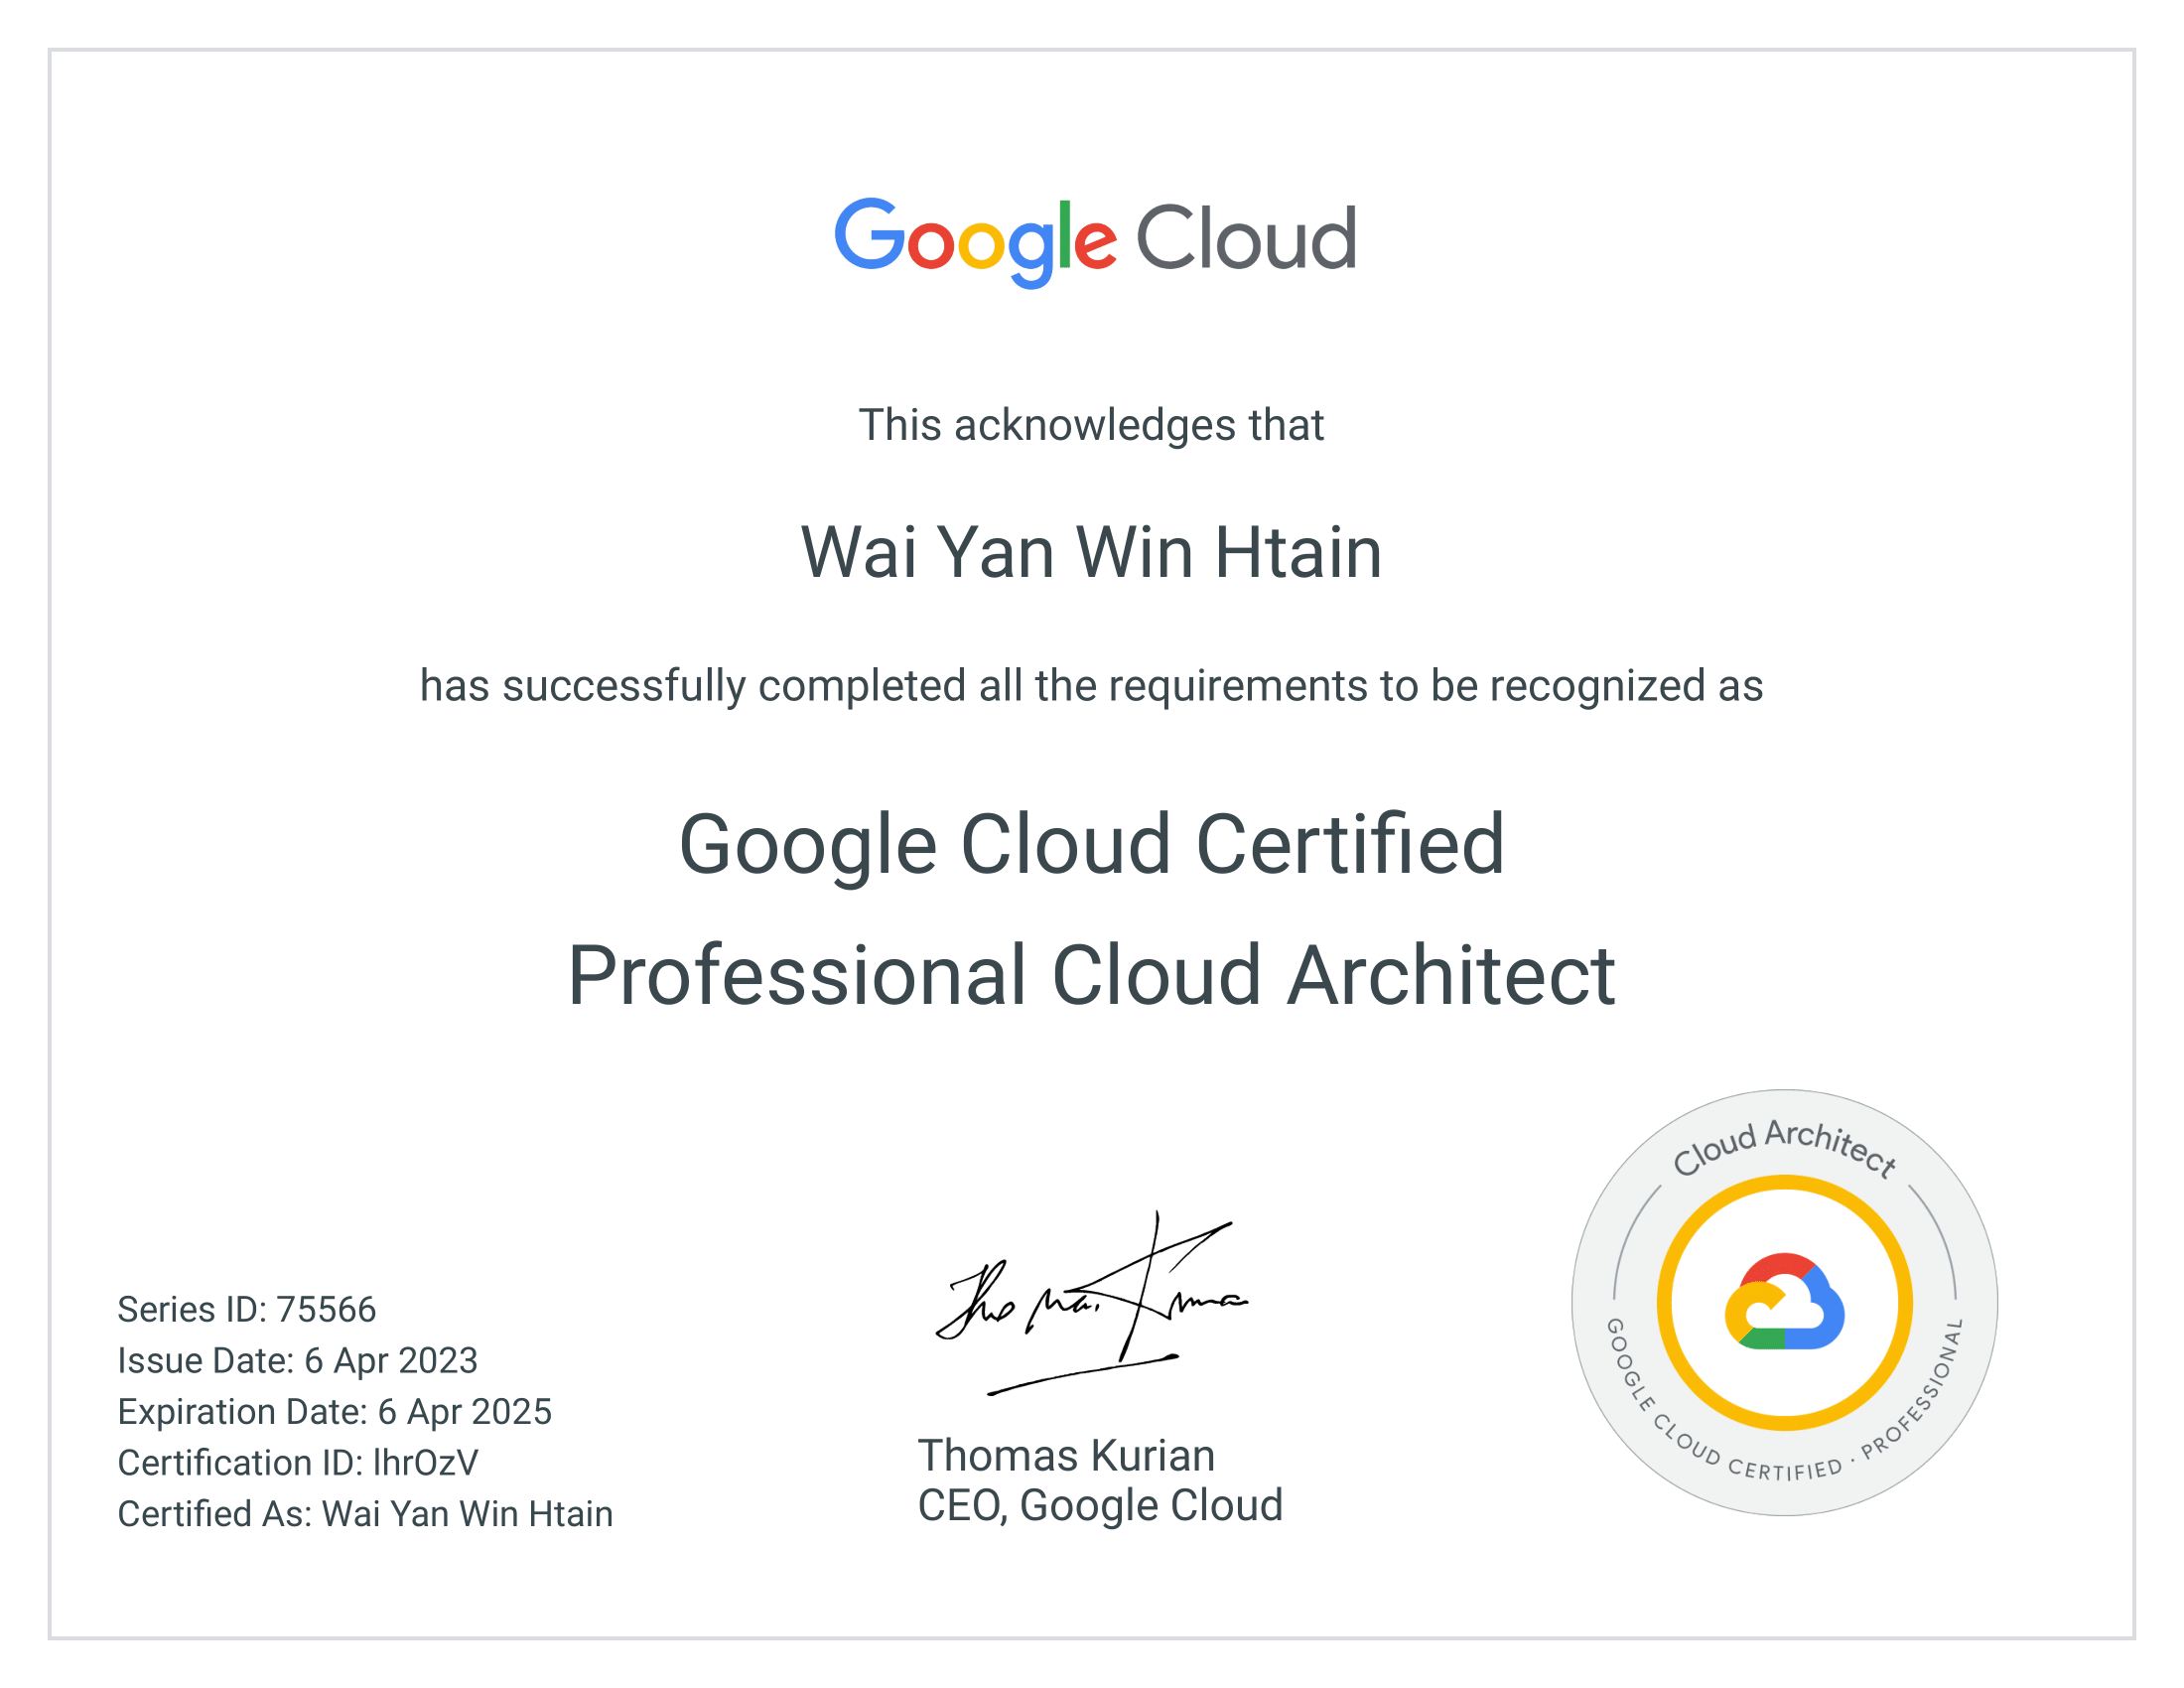 Google Cloud
This acknowledges that
Wai Yan Win Htain
has successfully completed all the requirements to be recognized as
Google Cloud Certified
Professional Cloud Architect
Series ID: 75566
Issue Date: 6 Apr 2023
Expiration Date: 6 Apr 2025
Certification ID: lhrOzV
Certified As: Wai Yan Win Htain
Thomas Kurian
CEO, Google Cloud
Cloud Architect
GOOGLE CLOUD CERTIFIED · PROFESSIONAL